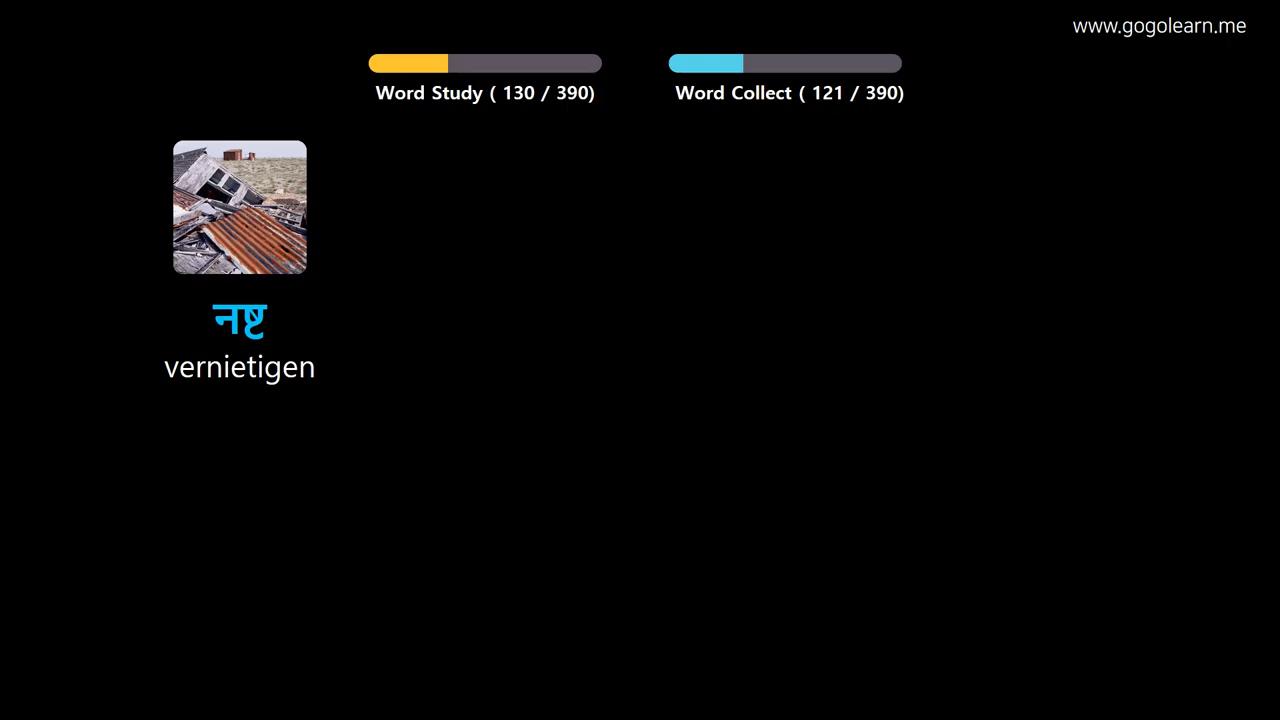 www.gogolearn.me
Word Study ( 130 / 390)
Word Collect ( 121 / 390)
नष्ट
vernietigen